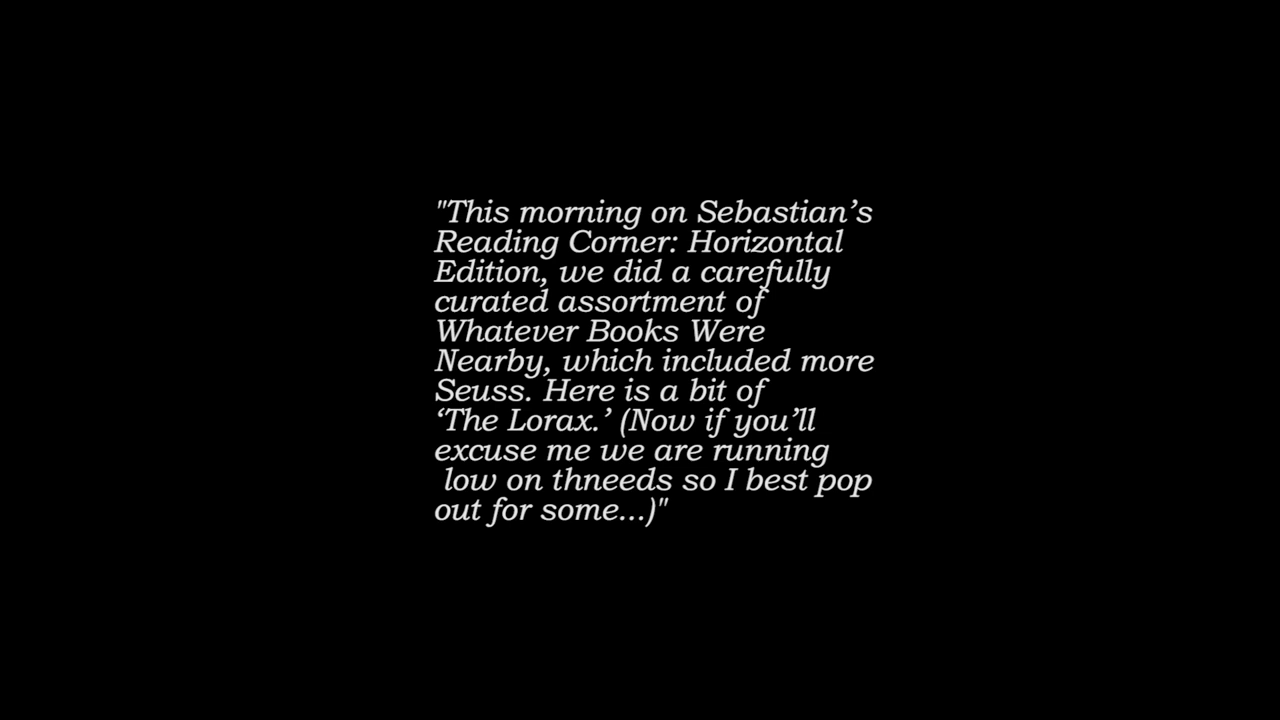 "This morning on Sebastian’s
Reading Corner: Horizontal
Edition, we did a carefully
curated assortment of
Whatever Books Were
Nearby, which included more
Seuss. Here is a bit of
‘The Lorax.’ (Now if you’ll
excuse me we are running
low on thneeds so I best pop
out for some...)"